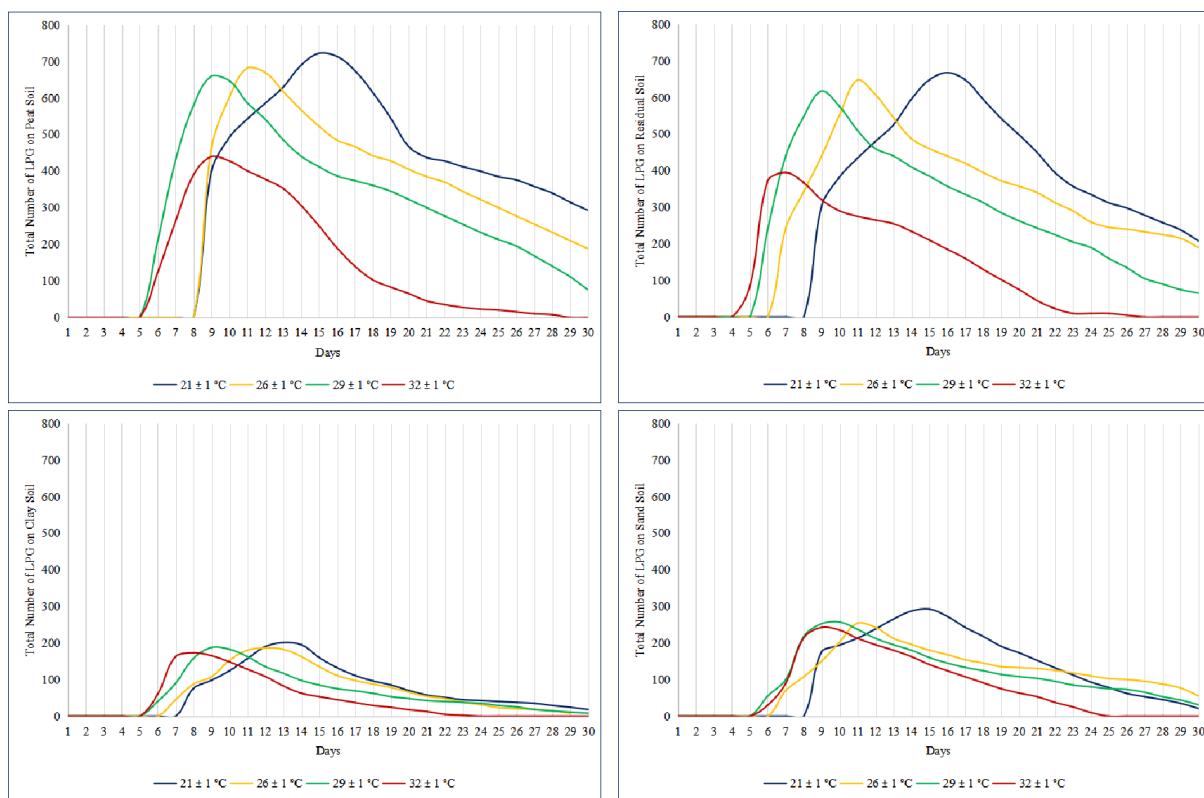 Total Number of LPG on Peat Soil
800
700
600
500
400
300
200
100
0
1 2 3 4 5 6 7 8 9 10 11 12 13 14 15 16 17 18 19 20 21 22 23 24 25 26 27 28 29 30
Days
21 ± 1 °C 26 ± 1 °C 29 ± 1 °C 32 ± 1 °C
Total Number of LPG on Residual Soil
800
700
600
500
400
300
200
100
0
1 2 3 4 5 6 7 8 9 10 11 12 13 14 15 16 17 18 19 20 21 22 23 24 25 26 27 28 29 30
Days
21 ± 1 °C 26 ± 1 °C 29 ± 1 °C 32 ± 1 °C
Total Number of LPG on Clay Soil
800
700
600
500
400
300
200
100
0
1 2 3 4 5 6 7 8 9 10 11 12 13 14 15 16 17 18 19 20 21 22 23 24 25 26 27 28 29 30
Days
21 ± 1 °C 26 ± 1 °C 29 ± 1 °C 32 ± 1 °C
Total Number of LPG on Sand Soil
800
700
600
500
400
300
200
100
0
1 2 3 4 5 6 7 8 9 10 11 12 13 14 15 16 17 18 19 20 21 22 23 24 25 26 27 28 29 30
Days
21 ± 1 °C 26 ± 1 °C 29 ± 1 °C 32 ± 1 °C